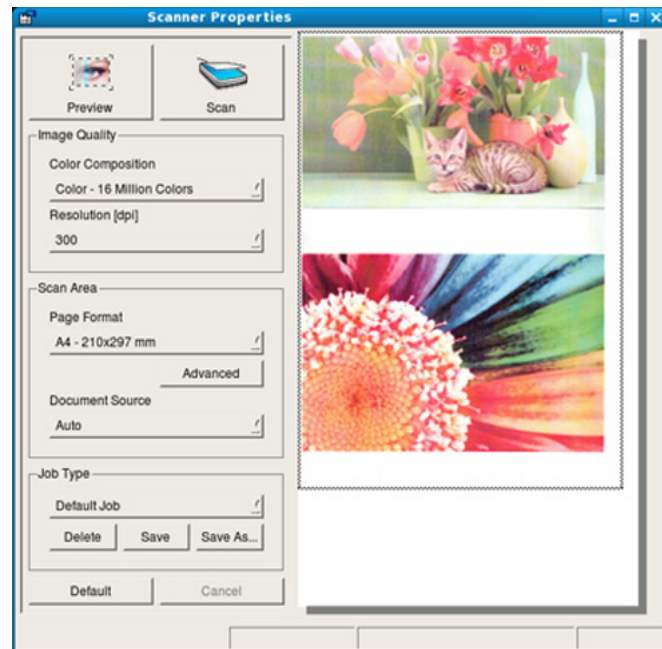 Scanner Properties
Preview
Scan
Image Quality
Color Composition
Color - 16 Million Colors
Resolution [dpi]
300
Scan Area
Page Format
A4 - 210x297 mm
Advanced
Document Source
Auto
Job Type
Default Job
Delete
Save
Save As...
Default
Cancel